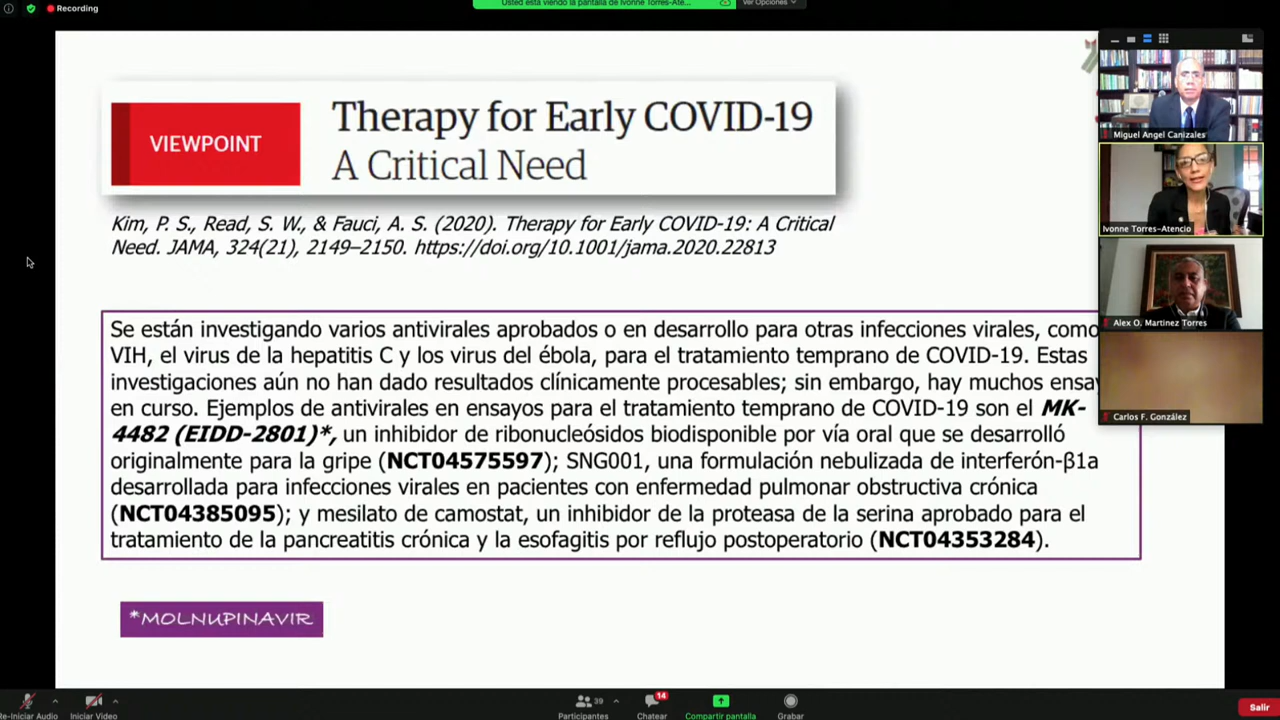 Recording
Usted está viendo la pantalla de Ivonne Torres-Ate...
Ver Opciones
VIEWPOINT
Therapy for Early COVID-19
A Critical Need
Kim, P. S., Read, S. W., & Fauci, A. S. (2020). Therapy for Early COVID-19: A Critical
Need. JAMA, 324(21), 2149–2150. https://doi.org/10.1001/jama.2020.22813
Se están investigando varios antivirales aprobados o en desarrollo para otras infecciones virales, como
VIH, el virus de la hepatitis C y los virus del ébola, para el tratamiento temprano de COVID-19. Estas
investigaciones aún no han dado resultados clínicamente procesables; sin embargo, hay muchos ensay
en curso. Ejemplos de antivirales en ensayos para el tratamiento temprano de COVID-19 son el MK-
4482 (EIDD-2801)*, un inhibidor de ribonucleósidos biodisponible por vía oral que se desarrolló
originalmente para la gripe (NCT04575597); SNG001, una formulación nebulizada de interferón-β1a
desarrollada para infecciones virales en pacientes con enfermedad pulmonar obstructiva crónica
(NCT04385095); y mesilato de camostat, un inhibidor de la proteasa de la serina aprobado para el
tratamiento de la pancreatitis crónica y la esofagitis por reflujo postoperatorio (NCT04353284).
*MOLNUPINAVIR
Miguel Angel Canizales
Ivonne Torres-Atencio
Alex O. Martinez Torres
Carlos F. González
Re-Iniciar Audio
Iniciar Video
39
Participantes
14
Chatear
Compartir pantalla
Grabar
Salir